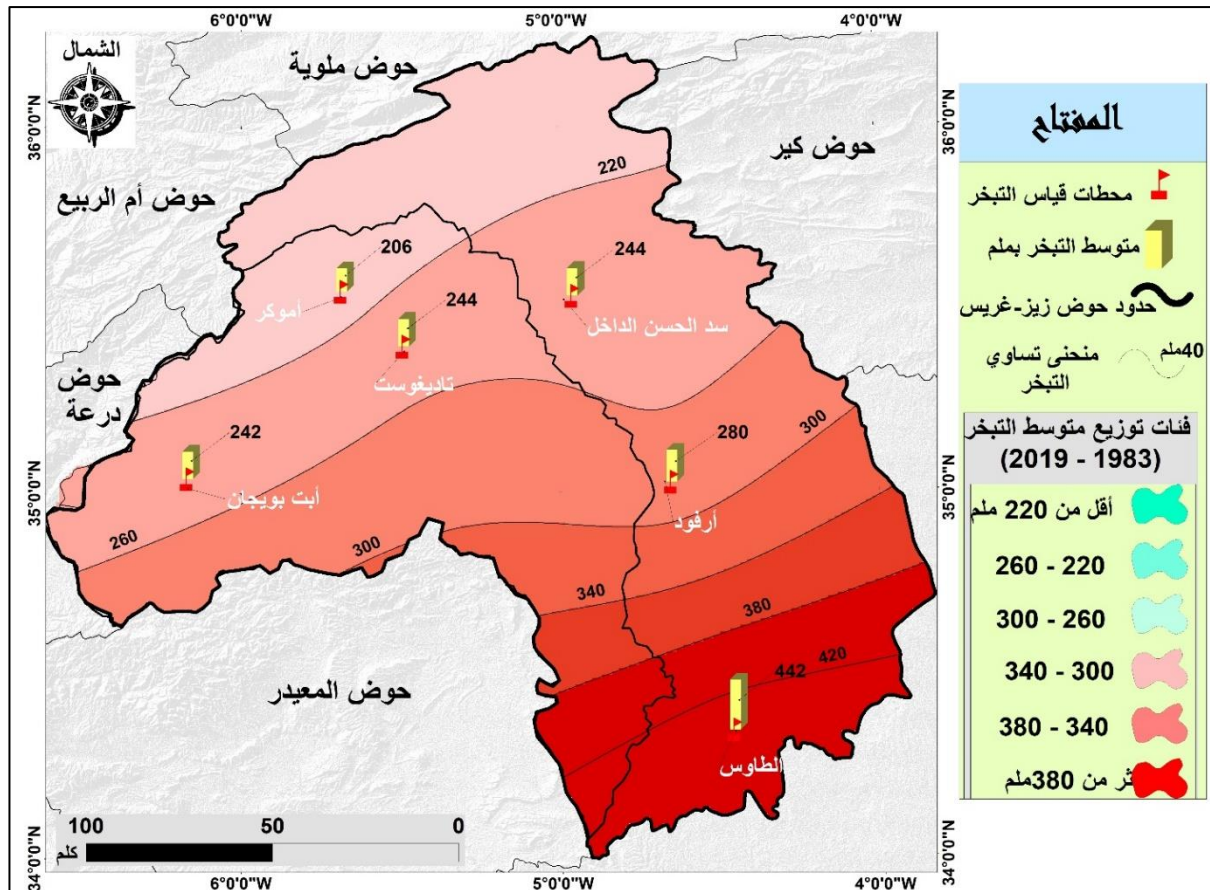 6°0'0"W
5°0'0"W
4°0'0"W
الشمال
حوض ملوية
36°0'0"N
36°0'0"N
حوض كير
حوض أم الربيع
220
206
244
أموكر
سد الحسن الداخل
244
تاديغوست
حوض
درعة
300
242
280
أيت بويجان
أرفود
35°0'0"N
35°0'0"N
260
300
340
380
حوض المعيدر
420
442
الطاوس
100
50
0
كلم
34°0'0"N
34°0'0"N
6°0'0"W
5°0'0"W
4°0'0"W
المفتاح
محطات قياس التبخر
متوسط التبخر بملم
حدود حوض زيز-غريس
40ملم
منحنى تساوي
التبخر
فئات توزيع متوسط التبخر
(1983 - 2019)
أقل من 220 ملم
220 - 260
260 - 300
300 - 340
340 - 380
ثر من 380ملم